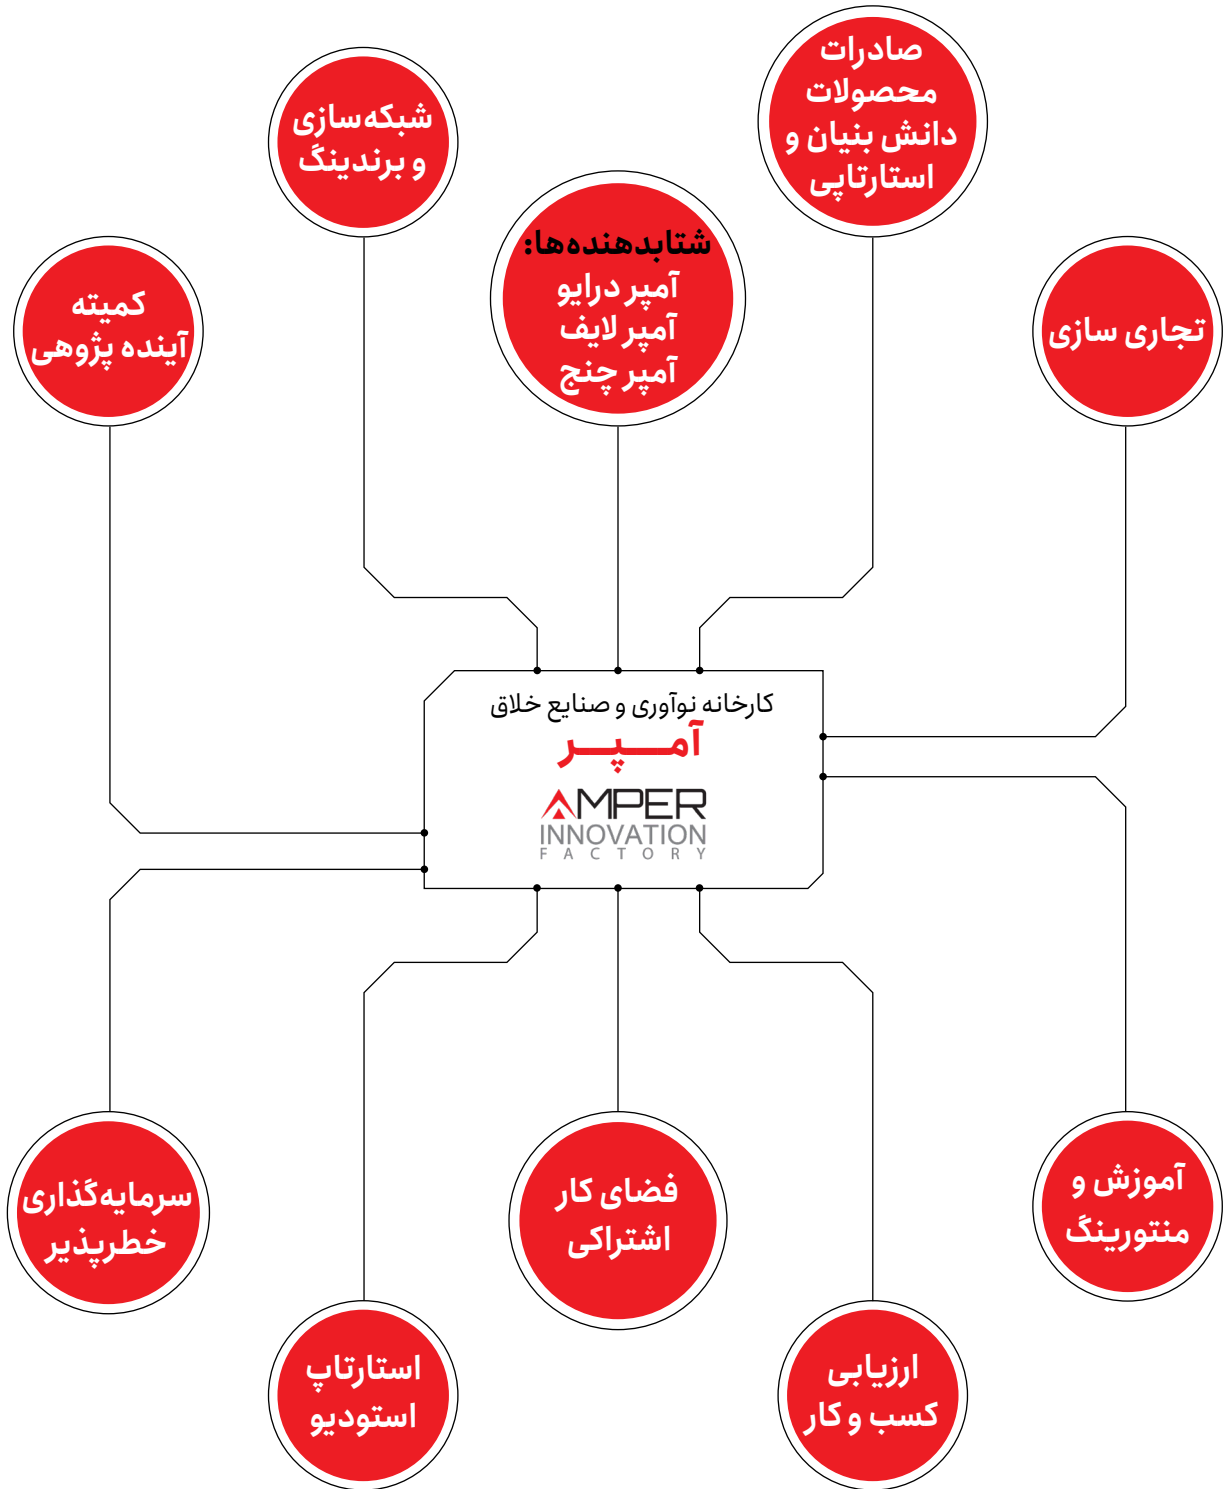 صادرات
محصولات
دانش بنیان و
استارتاپی
شبکه‌سازی
و برندینگ
شتابدهنده‌ها:
آمپر درایو
آمپر لایف
آمپر چنج
تجاری سازی
کمیته
آینده پژوهی
کارخانه نوآوری و صنایع خلاق
آمـــپـــر
AMPER
INNOVATION
FACTORY
آموزش و
منتورینگ
فضای کار
اشتراکی
سرمایه‌گذاری
خطرپذیر
ارزیابی
کسب و کار
استارتاپ
استودیو